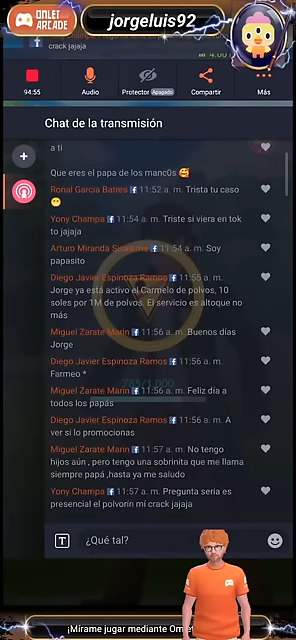 OMLET
ARCADE
jorgeluis92
crack jajaja
94:55
Audio
Protector Apagado
Compartir
Más
Chat de la transmisión
a ti
Que eres el papa de los mancos 🥰
Ronal Garcia Batres 11:52 a. m. Trista tu caso
😁
Yony Champa 11:54 a. m. Triste si viera en tok
to jajaja
Arturo Miranda 11:54 a. m. Soy
papasito
Diego Javier Espinoza Ramos 11:55 a. m.
Jorge ya esta activo el Carmelo de polvos, 10
soles por 1M de polvos. El servicio es altoque no
más
Miguel Zarate Marin 11:56 a. m. Buenos días
Jorge
Diego Javier Espinoza Ramos 11:56 a. m.
Farmeo *
Miguel Zarate Marin 11:56 a. m. Feliz día a
todos los papás
Diego Javier Espinoza Ramos 11:56 a. m. A
ver si lo promocionas
Miguel Zarate Marin 11:57 a. m. No tengo
hijos aún , pero tengo una sobrinita que me llama
siempre papá ,hasta ya me saludo
Yony Champa 11:57 a. m. Pregunta seria es
presencial el polvorin mi crack jajaja
¿Qué tal?
¡Mírame jugar mediante Omle